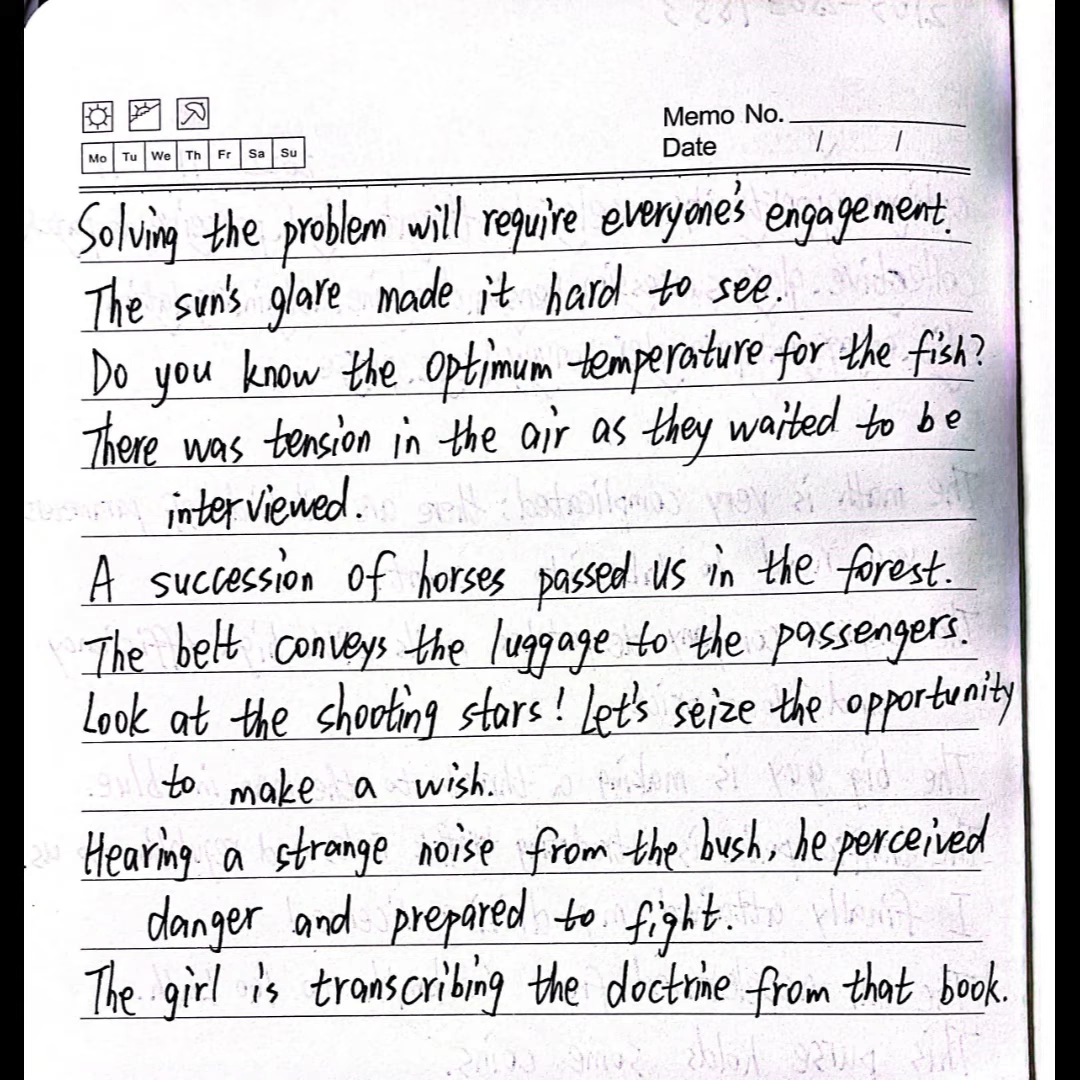 Memo No.
Mo Tu We Th Fr Sa Su
Date / /
Solving the problem will require everyone's engagement.
The sun's glare made it hard to see.
Do you know the optimum temperature for the fish?
There was tension in the air as they waited to be
interviewed.
A succession of horses passed us in the forest.
The belt conveys the luggage to the passengers.
Look at the shooting stars! Let's seize the opportunity
to make a wish.
Hearing a strange noise from the bush, he perceived
danger and prepared to fight.
The girl is transcribing the doctrine from that book.